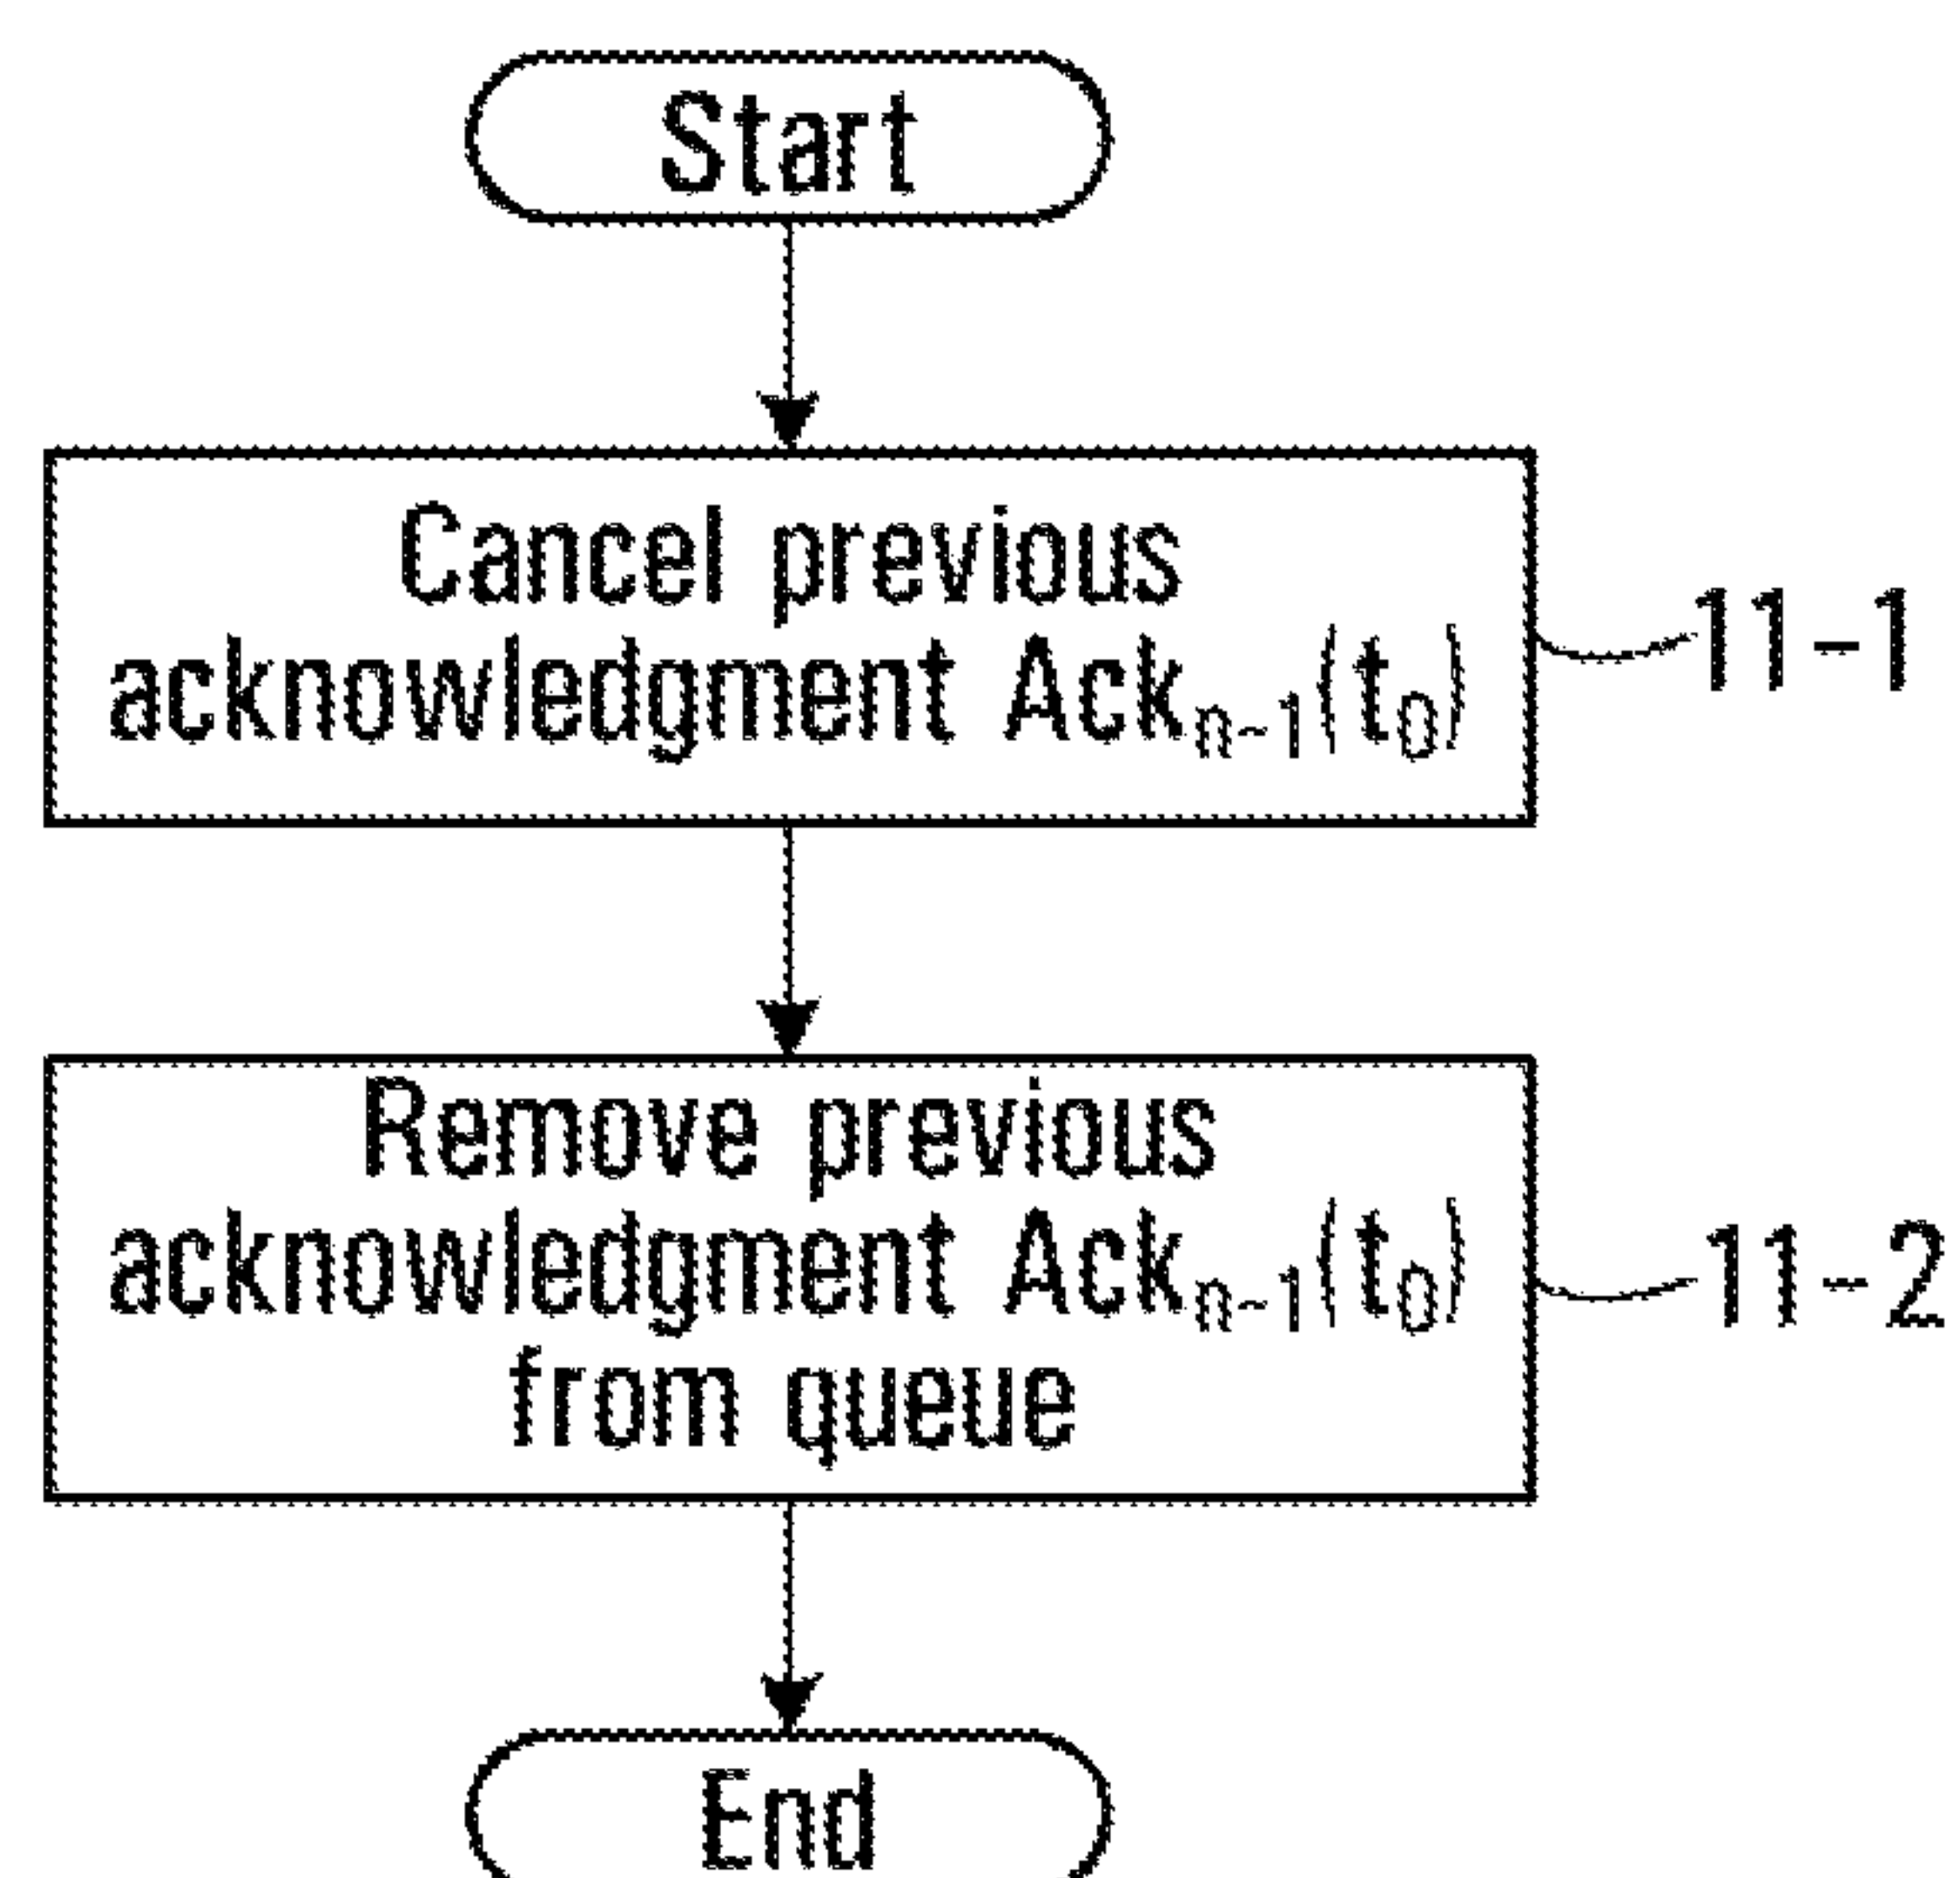 Start
Cancel previous
acknowledgment Ackₙ₋₁(t₀)
11-1
Remove previous
acknowledgment Ackₙ₋₁(t₀)
from queue
11-2
End